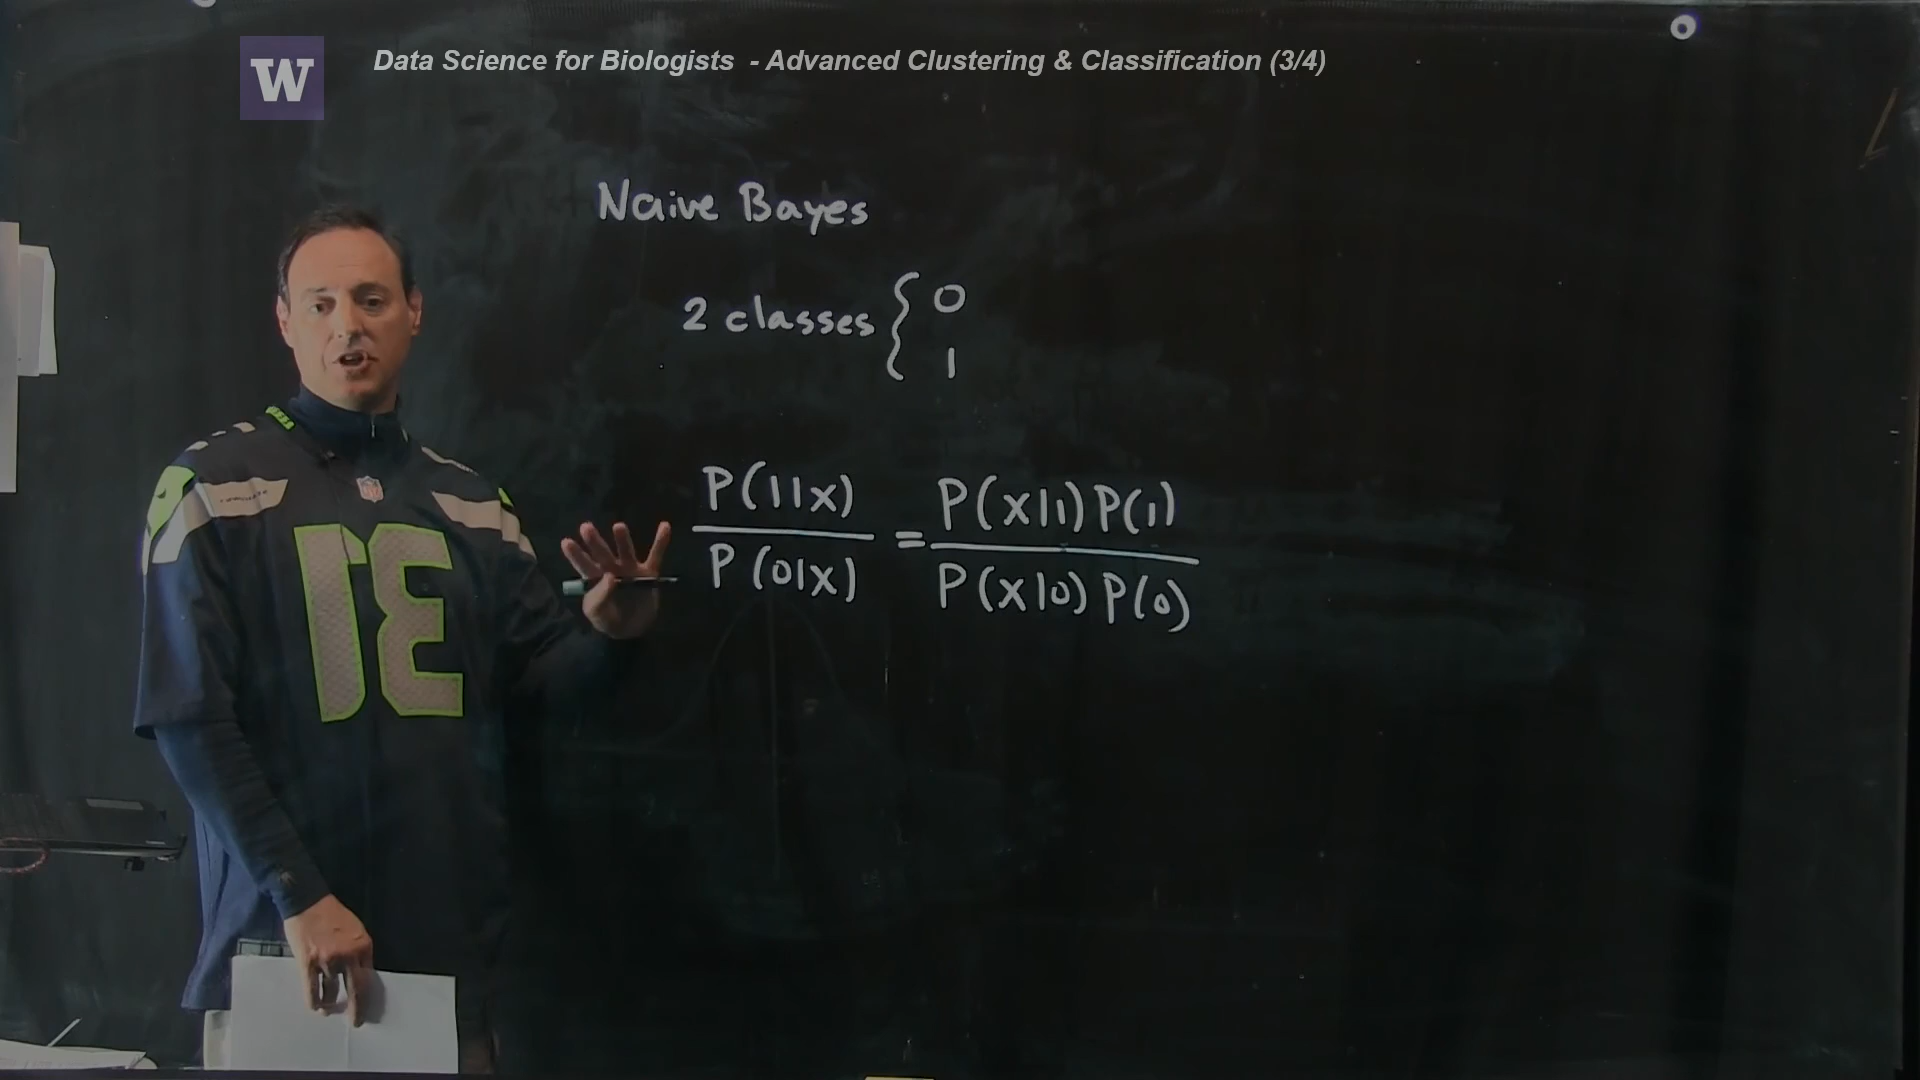 W
Data Science for Biologists - Advanced Clustering & Classification (3/4)
Naive Bayes
2 classes { 0
1
P(1|x) / P(0|x) = P(x|1)P(1) / P(x|0)P(0)
NFL
31